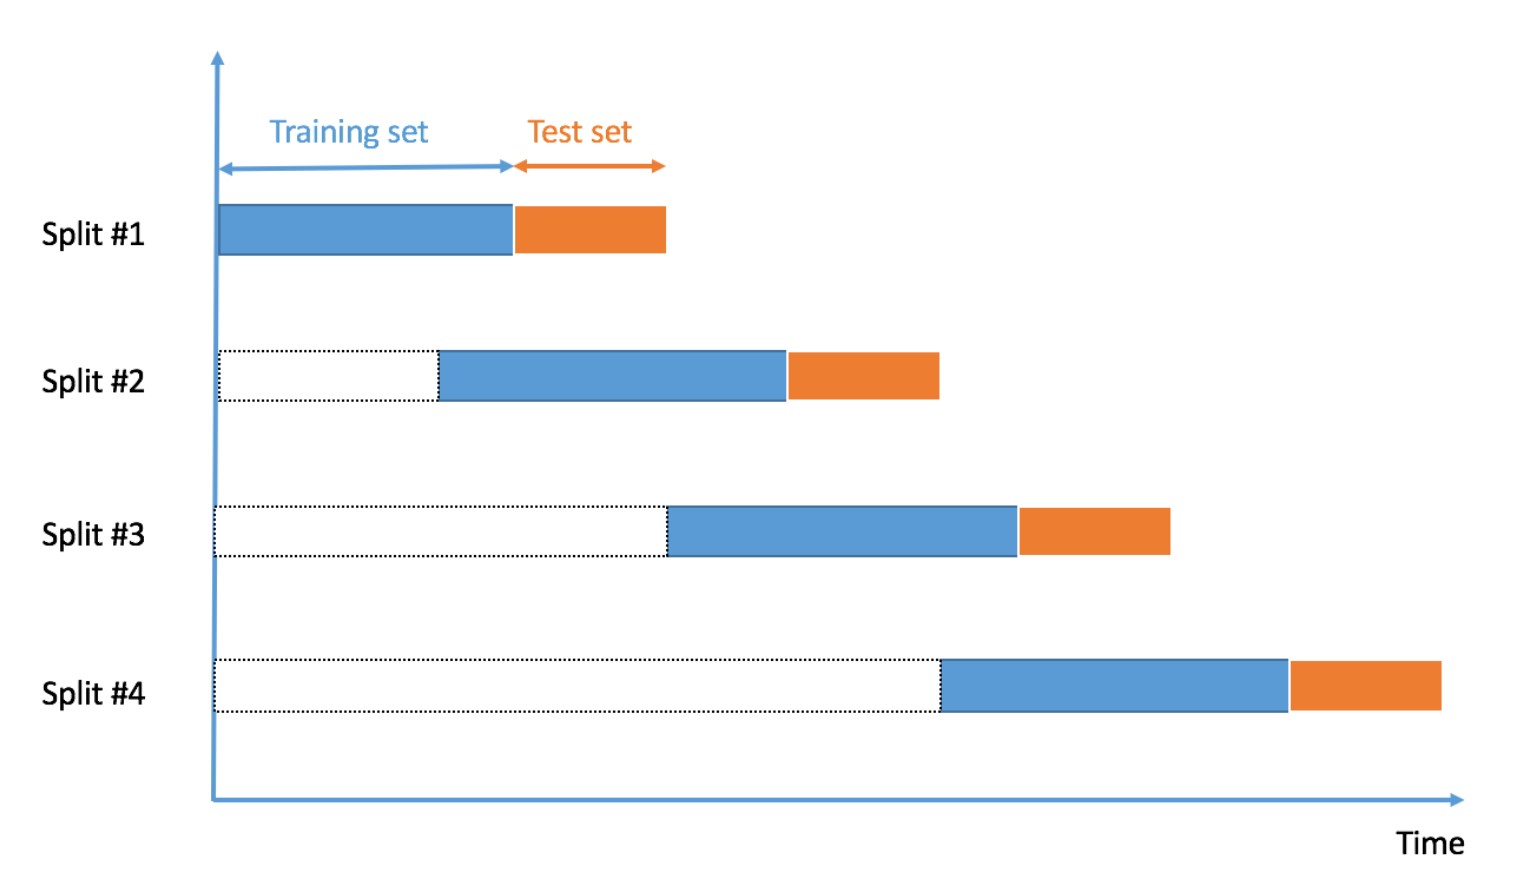 Training set
Test set
Split #1
Split #2
Split #3
Split #4
Time